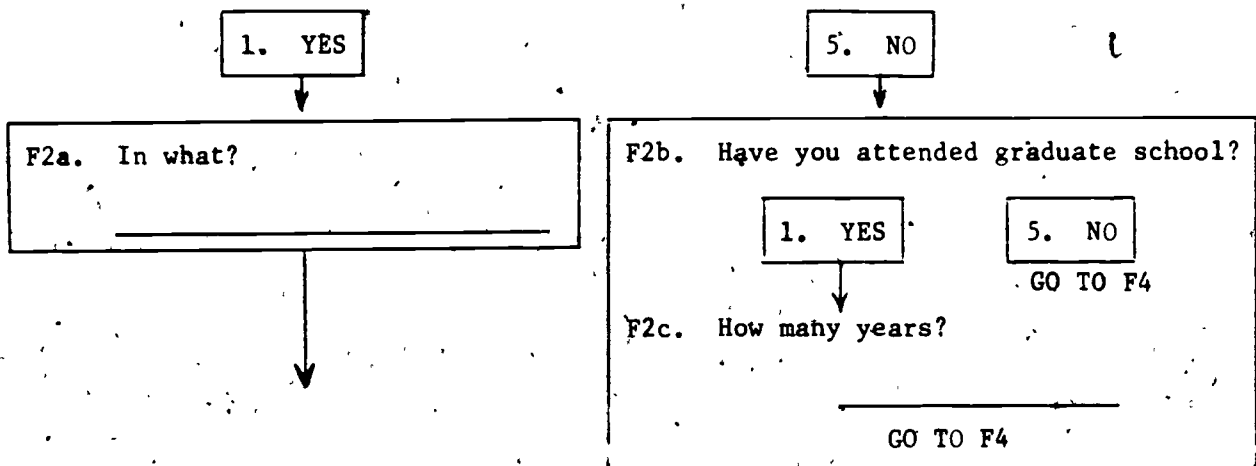 1. YES
5. NO
F2a. In what?
F2b. Have you attended graduate school?
1. YES
5. NO
GO TO F4
F2c. How many years?
GO TO F4